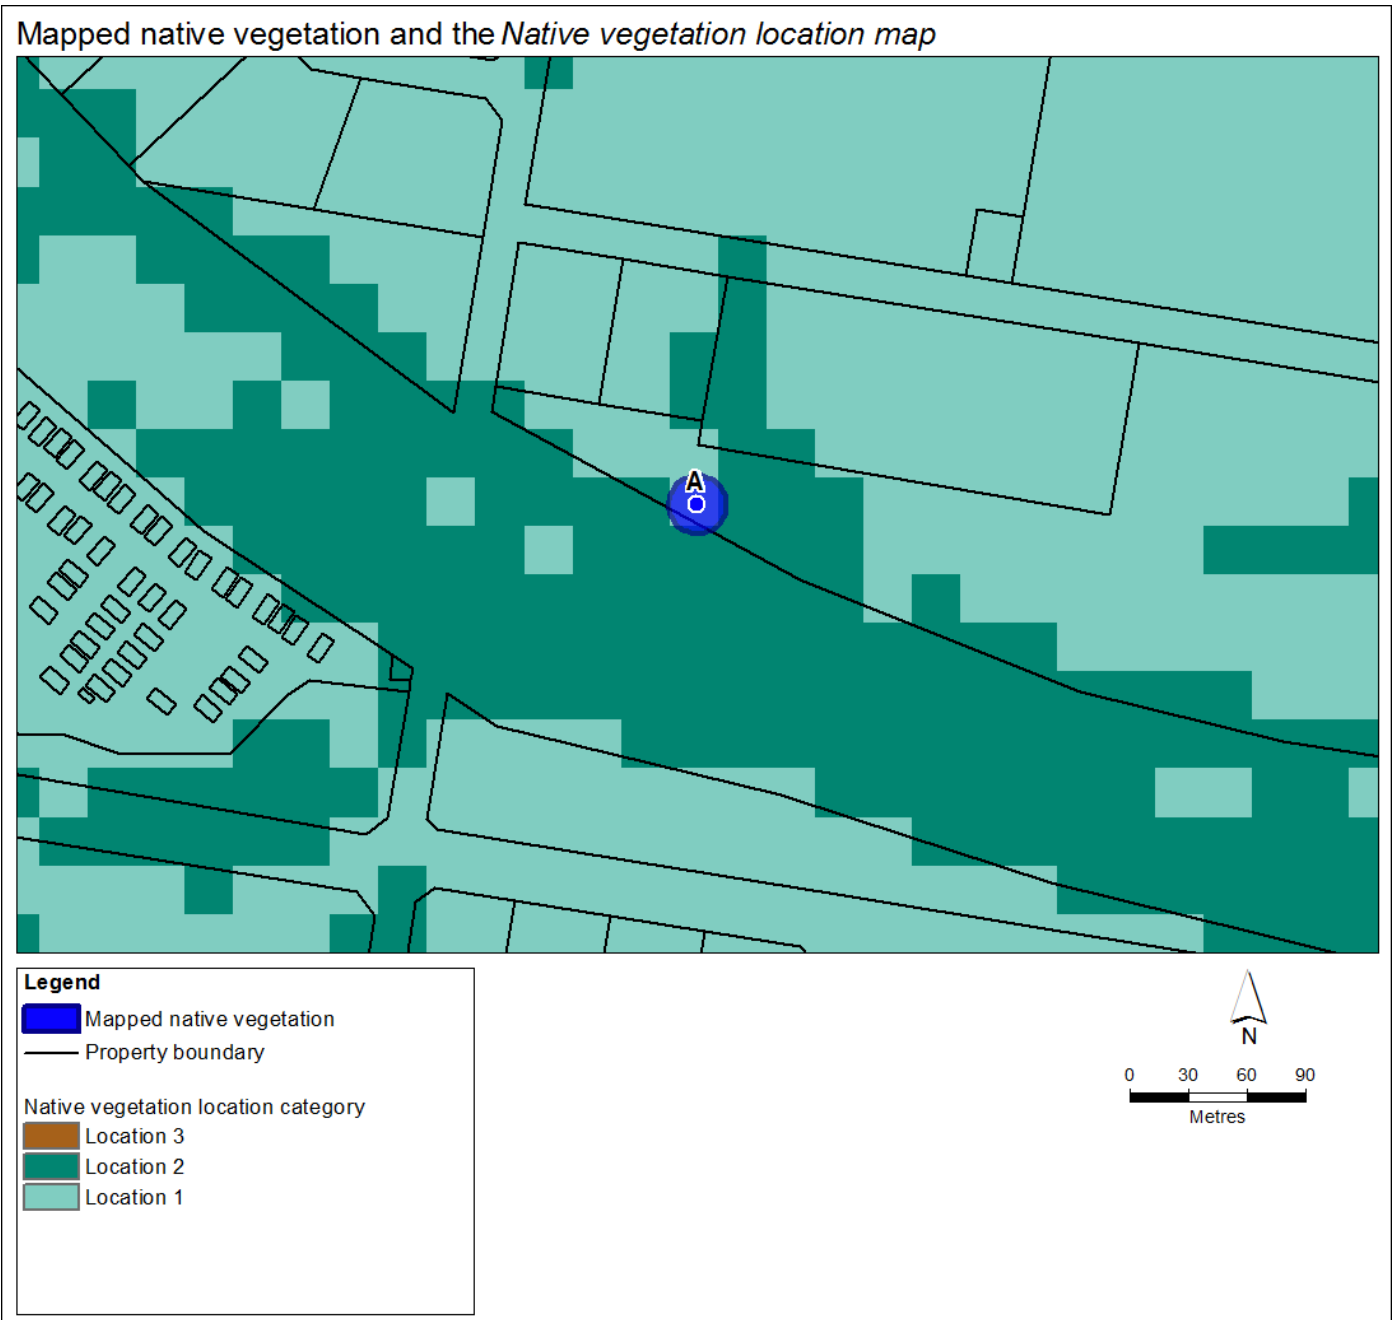 Mapped native vegetation and the Native vegetation location map
A
Legend
Mapped native vegetation
Property boundary
Native vegetation location category
Location 3
Location 2
Location 1
N
0 30 60 90
Metres